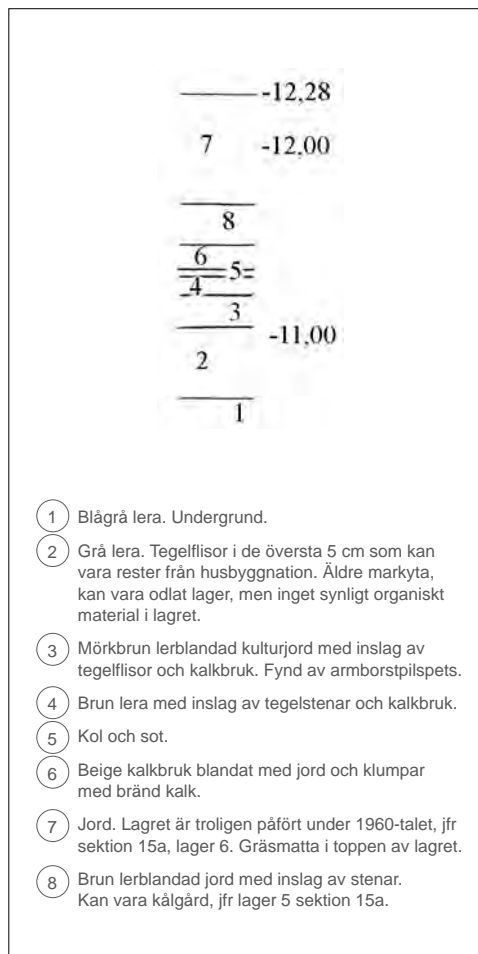 -12,28
7 -12,00
8
6
5
4
3
-11,00
2
1
1 Blågrå lera. Undergrund.
2 Grå lera. Tegelflisor i de översta 5 cm som kan
vara rester från husbyggnation. Äldre markyta,
kan vara odlat lager, men inget synligt organiskt
material i lagret.
3 Mörkbrun lerblandad kulturjord med inslag av
tegelflisor och kalkbruk. Fynd av armborstpilspets.
4 Brun lera med inslag av tegelstenar och kalkbruk.
5 Kol och sot.
6 Beige kalkbruk blandat med jord och klumpar
med bränd kalk.
7 Jord. Lagret är troligen påfört under 1960-talet, jfr
sektion 15a, lager 6. Gräsmatta i toppen av lagret.
8 Brun lerblandad jord med inslag av stenar.
Kan vara kålgård, jfr lager 5 sektion 15a.